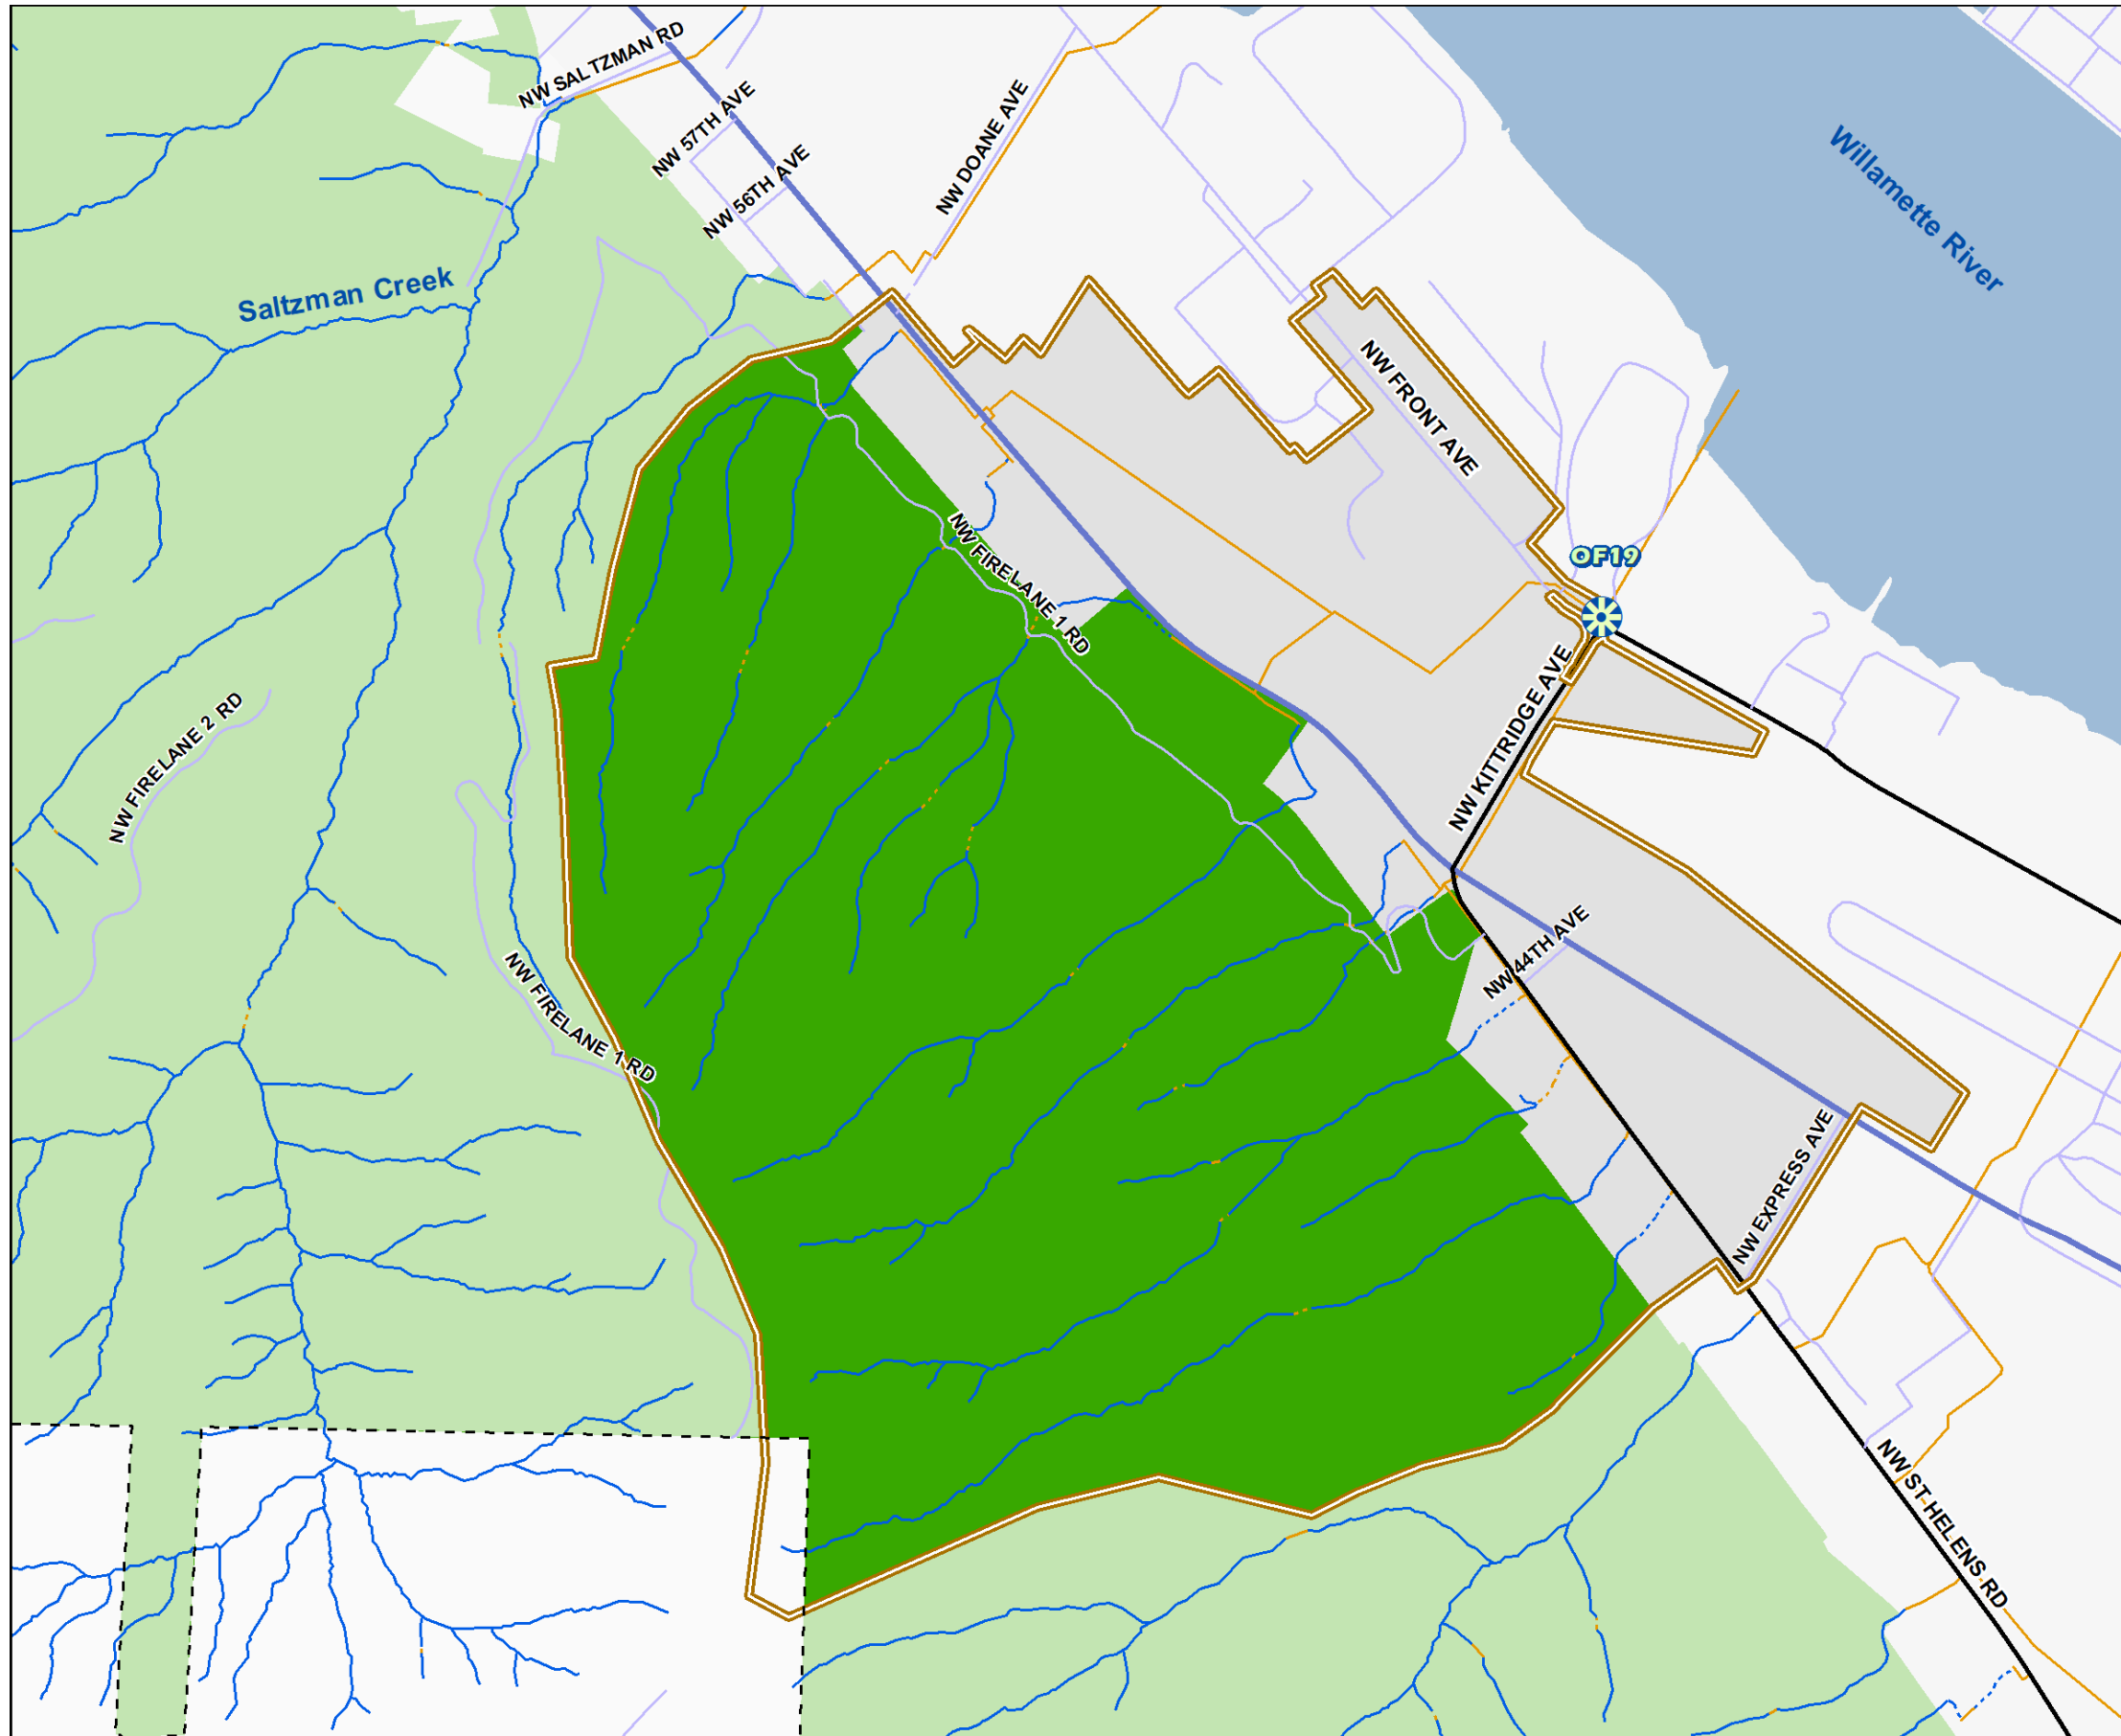 NW SALTZMAN RD
NW 57TH AVE
NW 56TH AVE
NW DOANE AVE
Willamette River
Saltzman Creek
NW FRONT AVE
NW FIRELANE 1 RD
OF19
NW KITTRIDGE AVE
NW FIRELANE 2 RD
NW 44TH AVE
NW FIRELANE 1 RD
NW EXPRESS AVE
NW ST HELENS RD